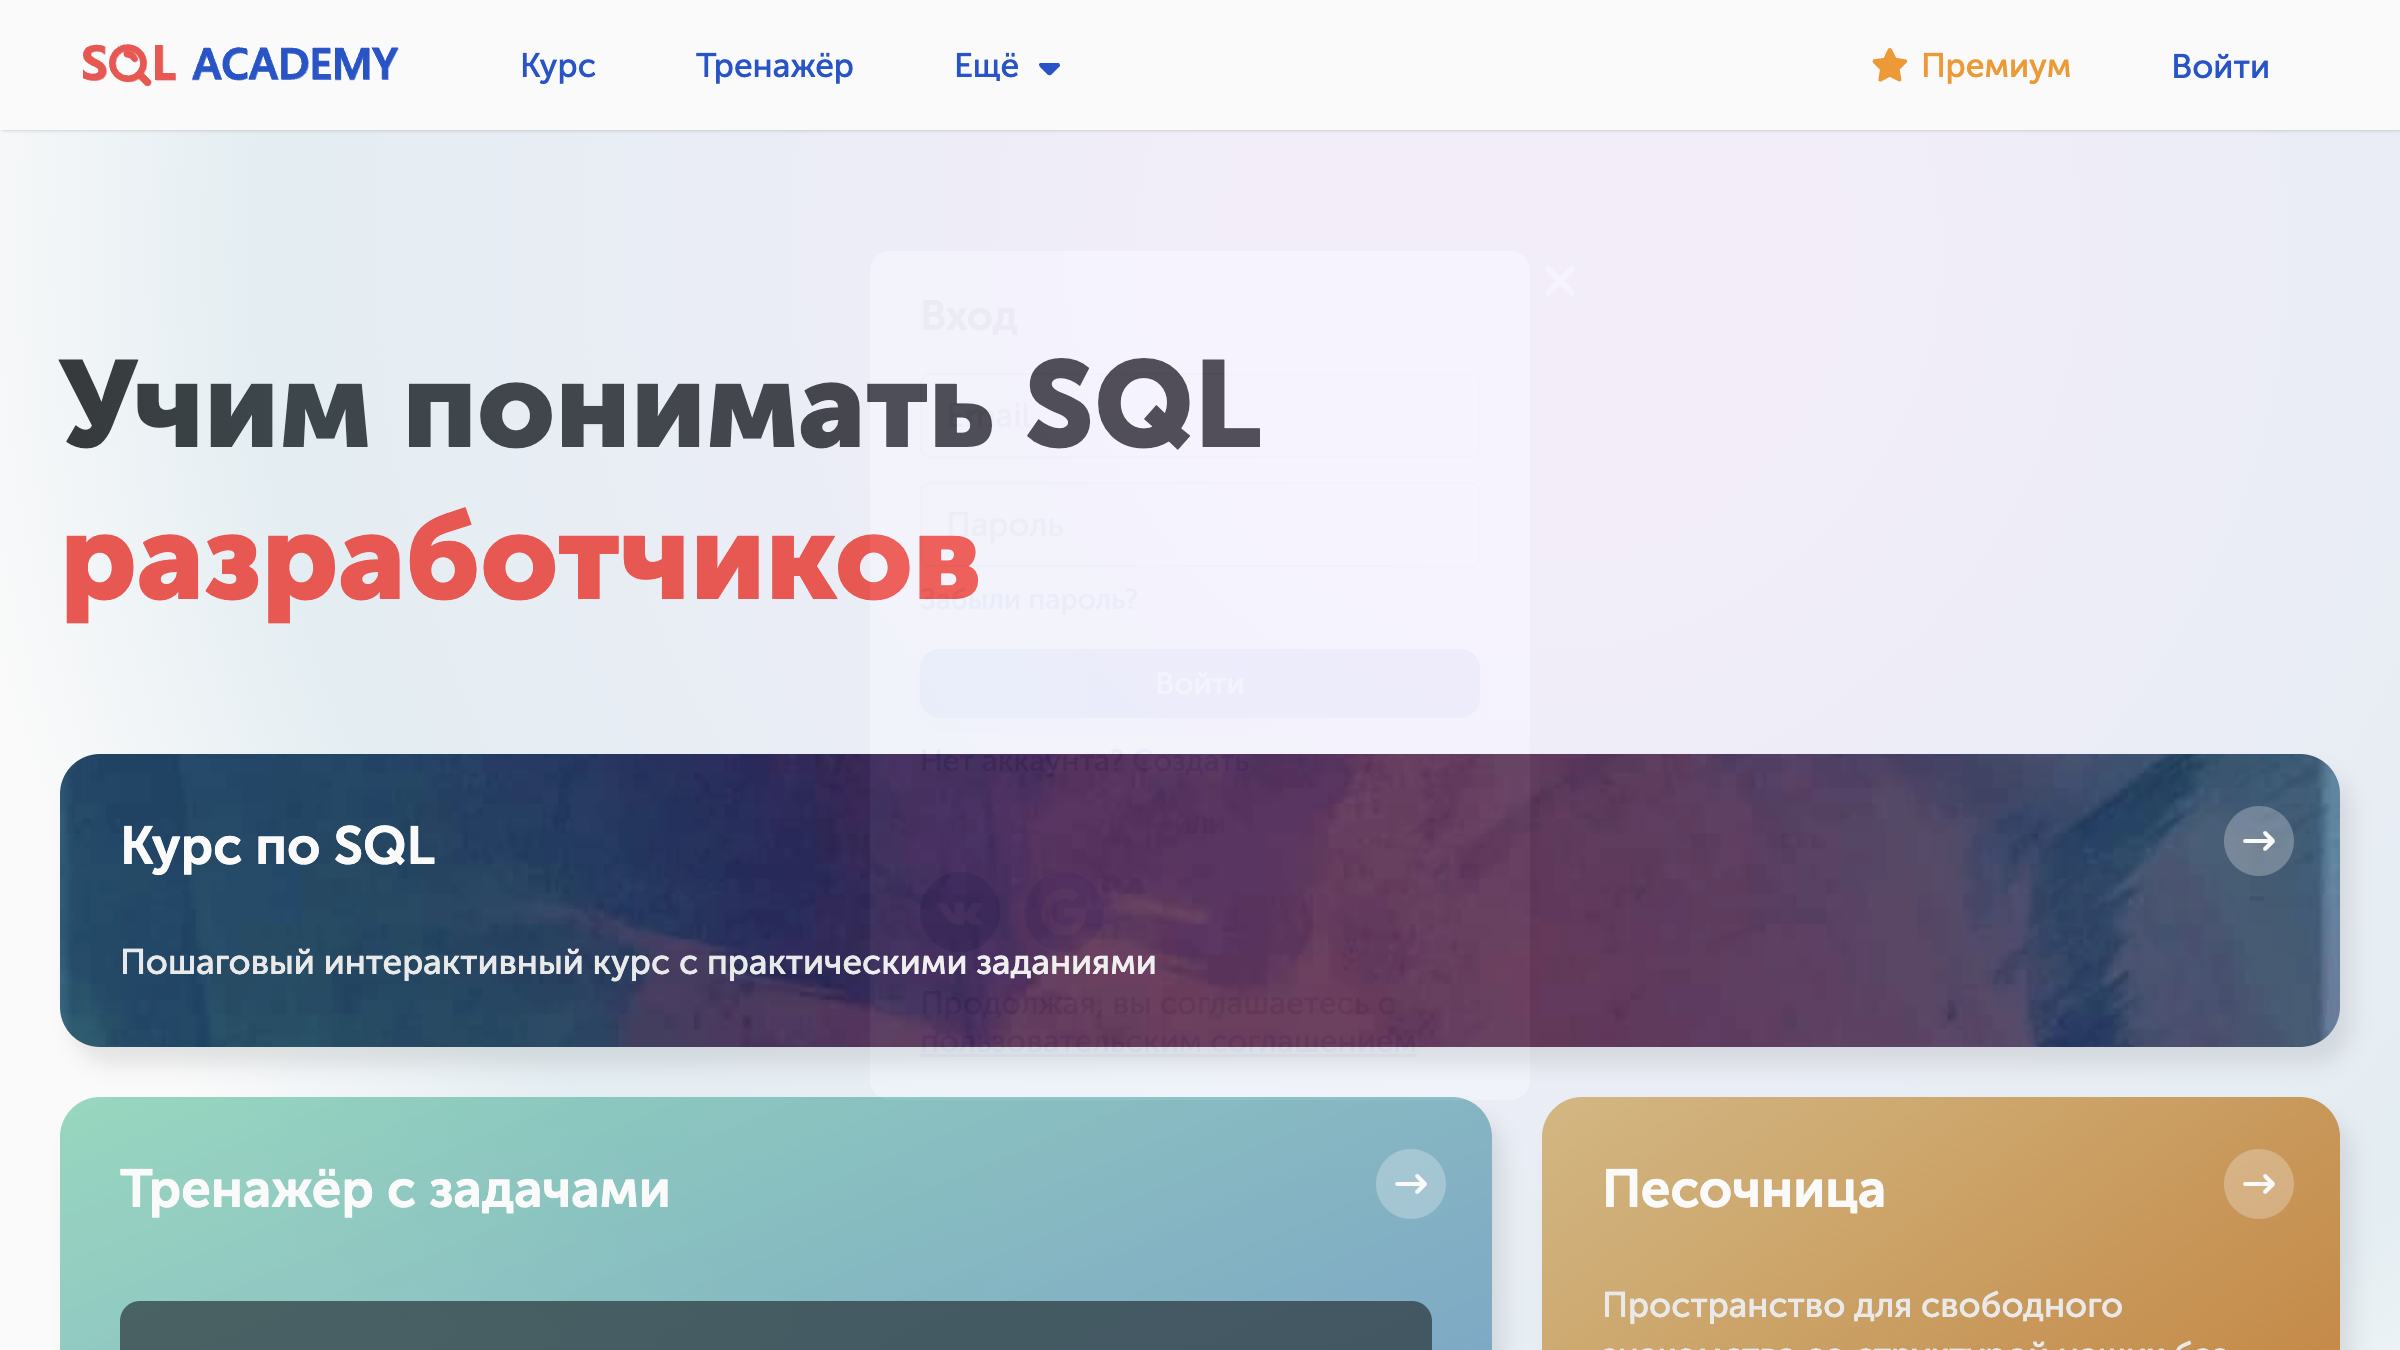 SQL ACADEMY
Курс
Тренажёр
Ещё
Премиум
Войти
Вход
Учим понимать SQL
Email
Пароль
разработчиков
Забыли пароль?
Войти
Нет аккаунта? Создать
или
Курс по SQL
Пошаговый интерактивный курс с практическими заданиями
Продолжая, вы соглашаетесь с
пользовательским соглашением
Тренажёр с задачами
Песочница
Пространство для свободного